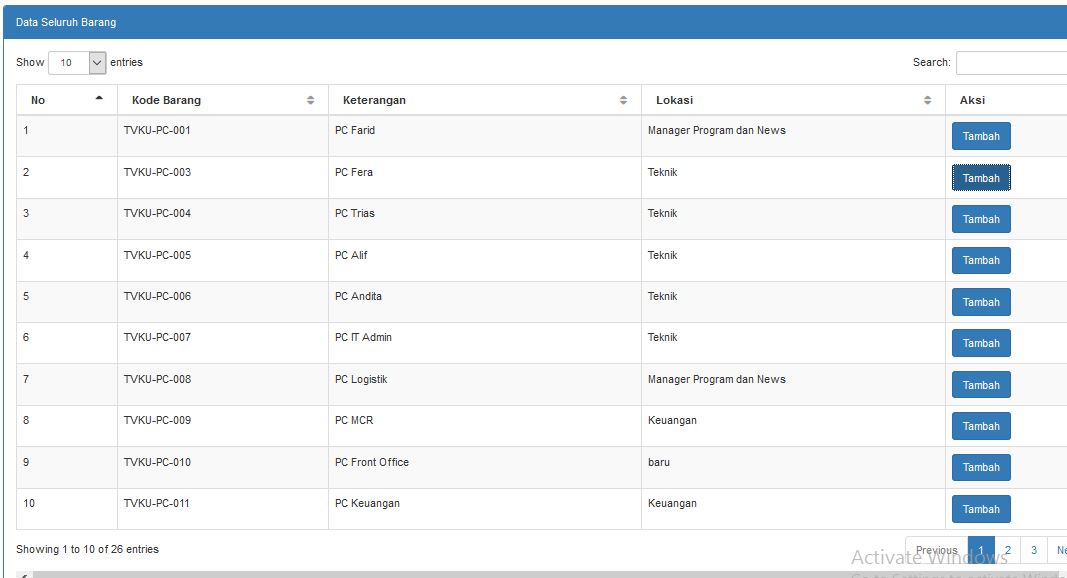 Data Seluruh Barang
Show 10 entries Search:
No Kode Barang Keterangan Lokasi Aksi
1 TVKU-PC-001 PC Farid Manager Program dan News Tambah
2 TVKU-PC-003 PC Fera Teknik Tambah
3 TVKU-PC-004 PC Trias Teknik Tambah
4 TVKU-PC-005 PC Alif Teknik Tambah
5 TVKU-PC-006 PC Andita Teknik Tambah
6 TVKU-PC-007 PC IT Admin Teknik Tambah
7 TVKU-PC-008 PC Logistik Manager Program dan News Tambah
8 TVKU-PC-009 PC MCR Keuangan Tambah
9 TVKU-PC-010 PC Front Office baru Tambah
10 TVKU-PC-011 PC Keuangan Keuangan Tambah
Showing 1 to 10 of 26 entries Previous 1 2 3
Activate Windows